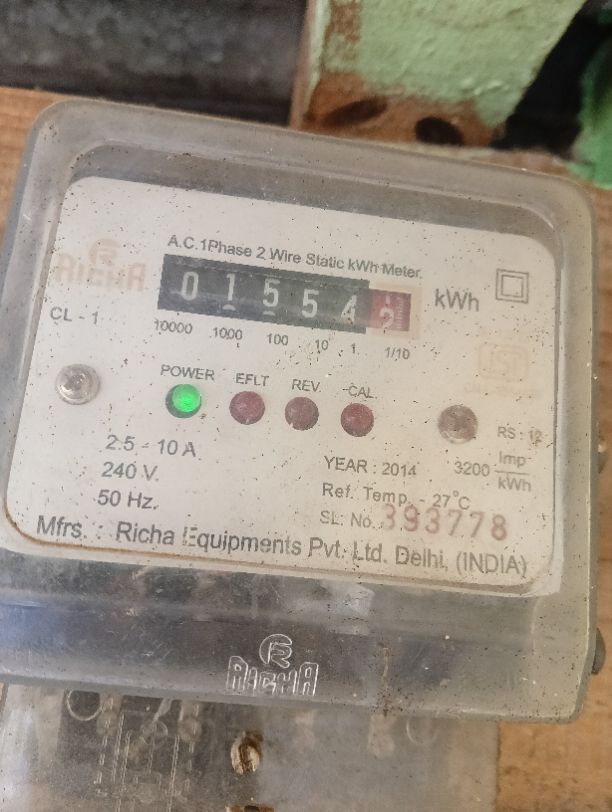 A.C.1Phase 2 Wire Static kWh Meter.
RICHA
0 1 5 5 4 kWh
CL - 1
10000 1000 100 10 1 1/10
POWER EFLT REV. CAL.
RS : 12
2.5 - 10 A
240 V.
50 Hz.
YEAR : 2014 3200 Imp/kWh
Ref. Temp. - 27°C
SL. No. 393778
Mfrs. : Richa Equipments Pvt. Ltd. Delhi, (INDIA)
RICHA